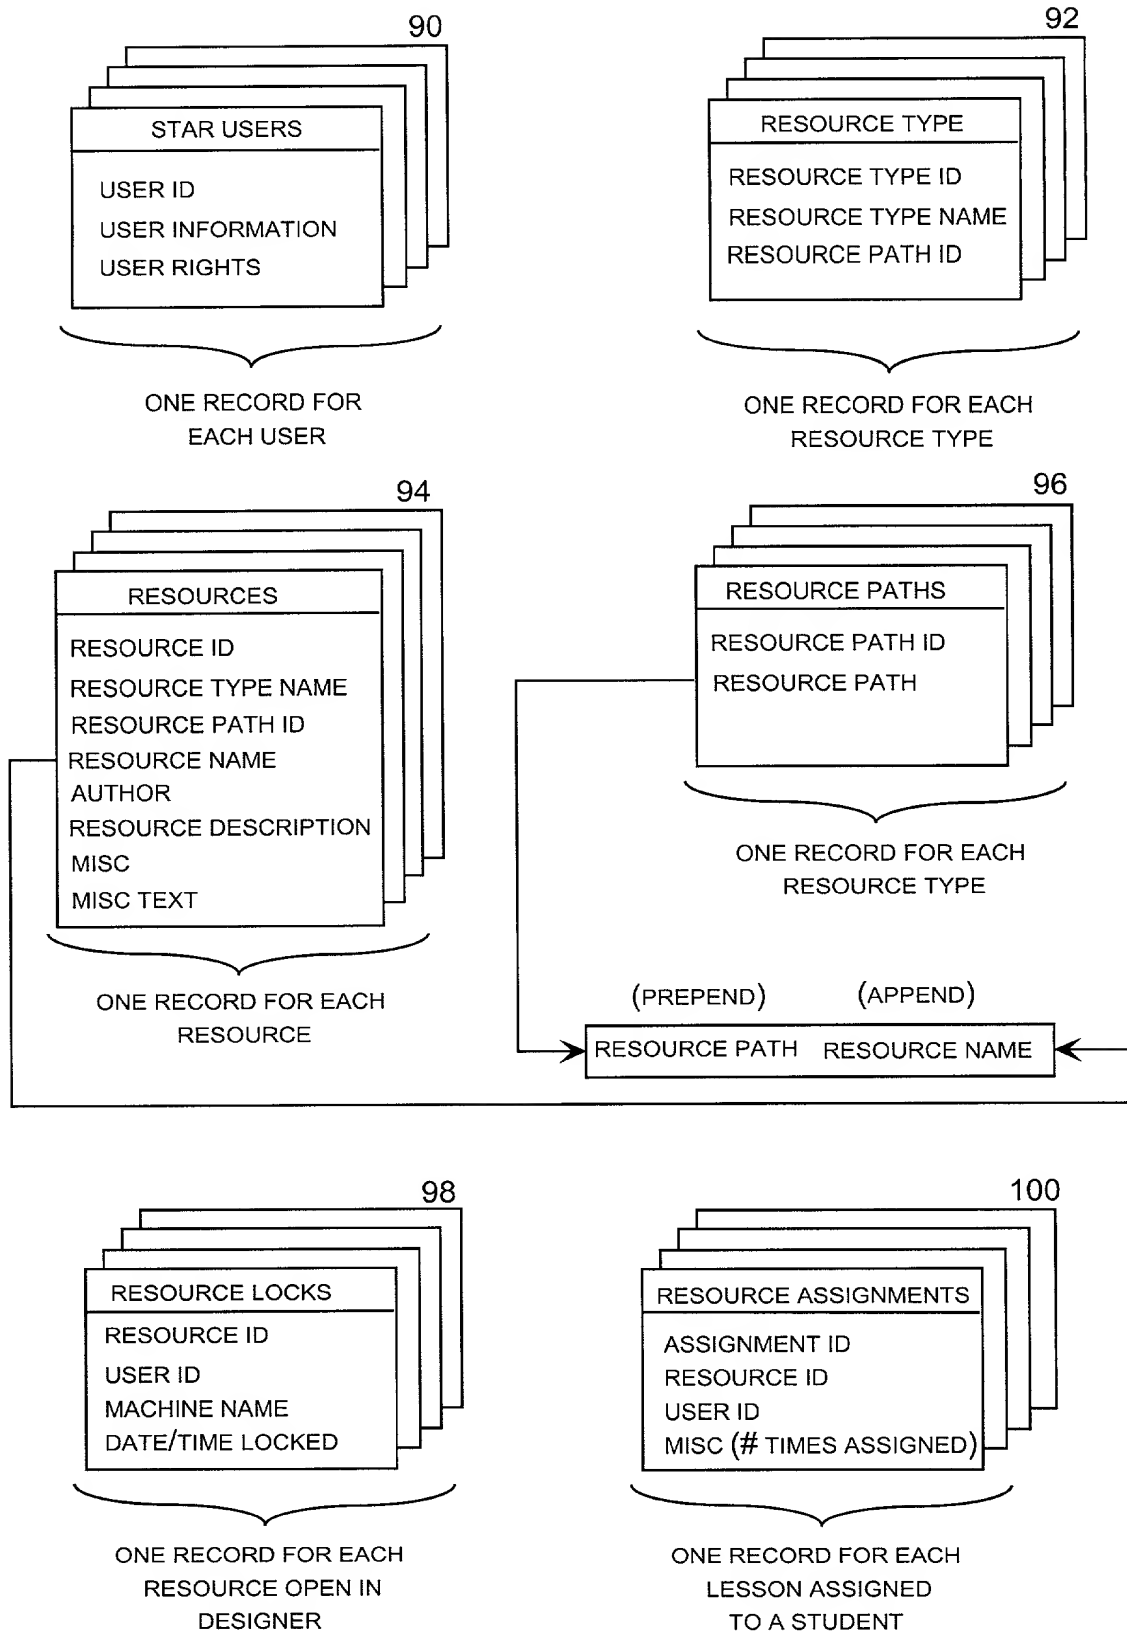 90
STAR USERS
USER ID
USER INFORMATION
USER RIGHTS
ONE RECORD FOR
EACH USER
92
RESOURCE TYPE
RESOURCE TYPE ID
RESOURCE TYPE NAME
RESOURCE PATH ID
ONE RECORD FOR EACH
RESOURCE TYPE
94
RESOURCES
RESOURCE ID
RESOURCE TYPE NAME
RESOURCE PATH ID
RESOURCE NAME
AUTHOR
RESOURCE DESCRIPTION
MISC
MISC TEXT
ONE RECORD FOR EACH
RESOURCE
96
RESOURCE PATHS
RESOURCE PATH ID
RESOURCE PATH
ONE RECORD FOR EACH
RESOURCE TYPE
(PREPEND) (APPEND)
RESOURCE PATH RESOURCE NAME
98
RESOURCE LOCKS
RESOURCE ID
USER ID
MACHINE NAME
DATE/TIME LOCKED
ONE RECORD FOR EACH
RESOURCE OPEN IN
DESIGNER
100
RESOURCE ASSIGNMENTS
ASSIGNMENT ID
RESOURCE ID
USER ID
MISC (# TIMES ASSIGNED)
ONE RECORD FOR EACH
LESSON ASSIGNED
TO A STUDENT